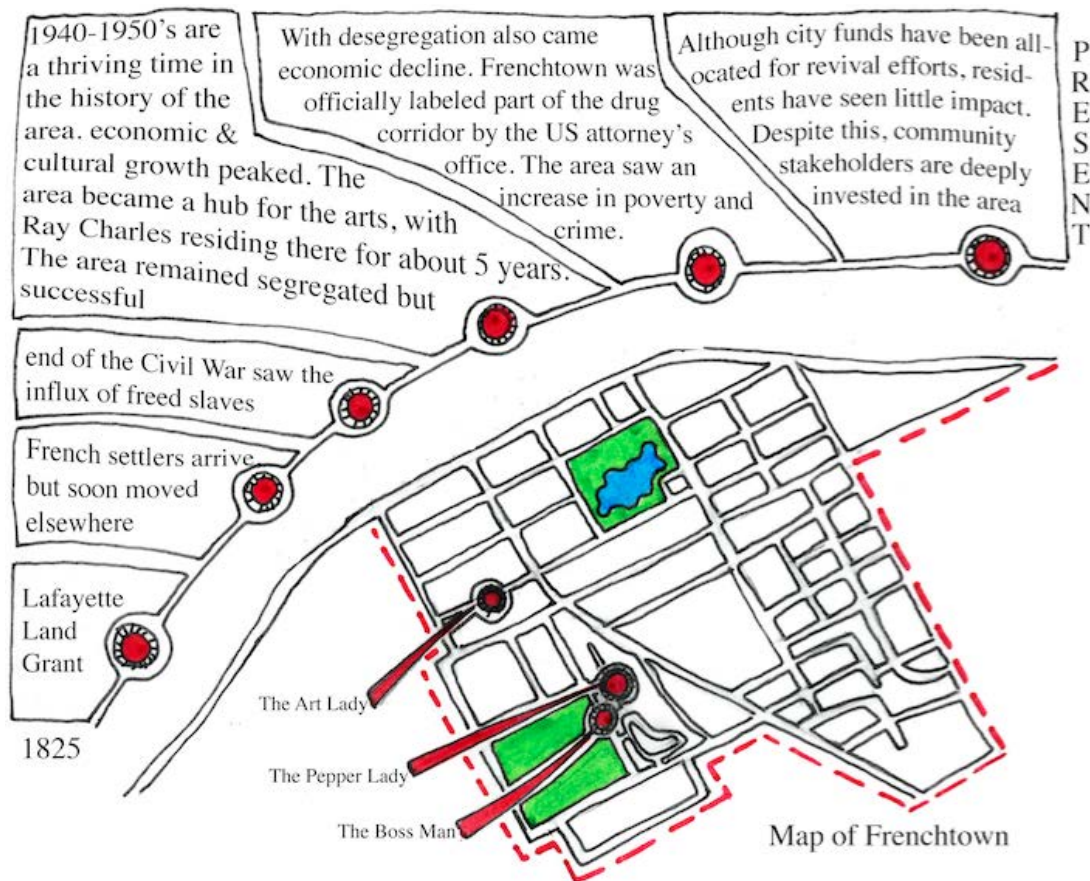 1940-1950's are
a thriving time in
the history of the
area. economic &
cultural growth peaked. The
area became a hub for the arts, with
Ray Charles residing there for about 5 years.
The area remained segregated but
successful
With desegregation also came
economic decline. Frenchtown was
officially labeled part of the drug
corridor by the US attorney's
office. The area saw an
increase in poverty and
crime.
Although city funds have been all-
ocated for revival efforts, resid-
ents have seen little impact.
Despite this, community
stakeholders are deeply
invested in the area
PRESENT
end of the Civil War saw the
influx of freed slaves
French settlers arrive
but soon moved
elsewhere
Lafayette
Land
Grant
1825
The Art Lady
The Pepper Lady
The Boss Man
Map of Frenchtown